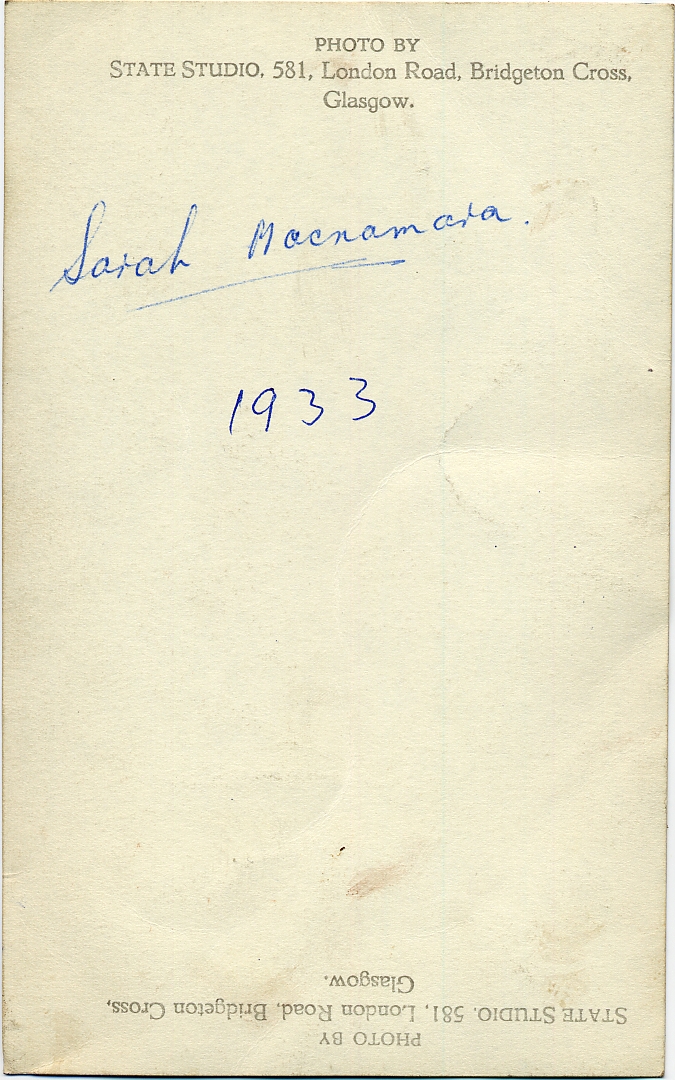 PHOTO BY
STATE STUDIO, 581, London Road, Bridgeton Cross,
Glasgow.
Sarah Macnamara.
1933
PHOTO BY
STATE STUDIO. 581, London Road, Bridgeton Cross,
Glasgow.